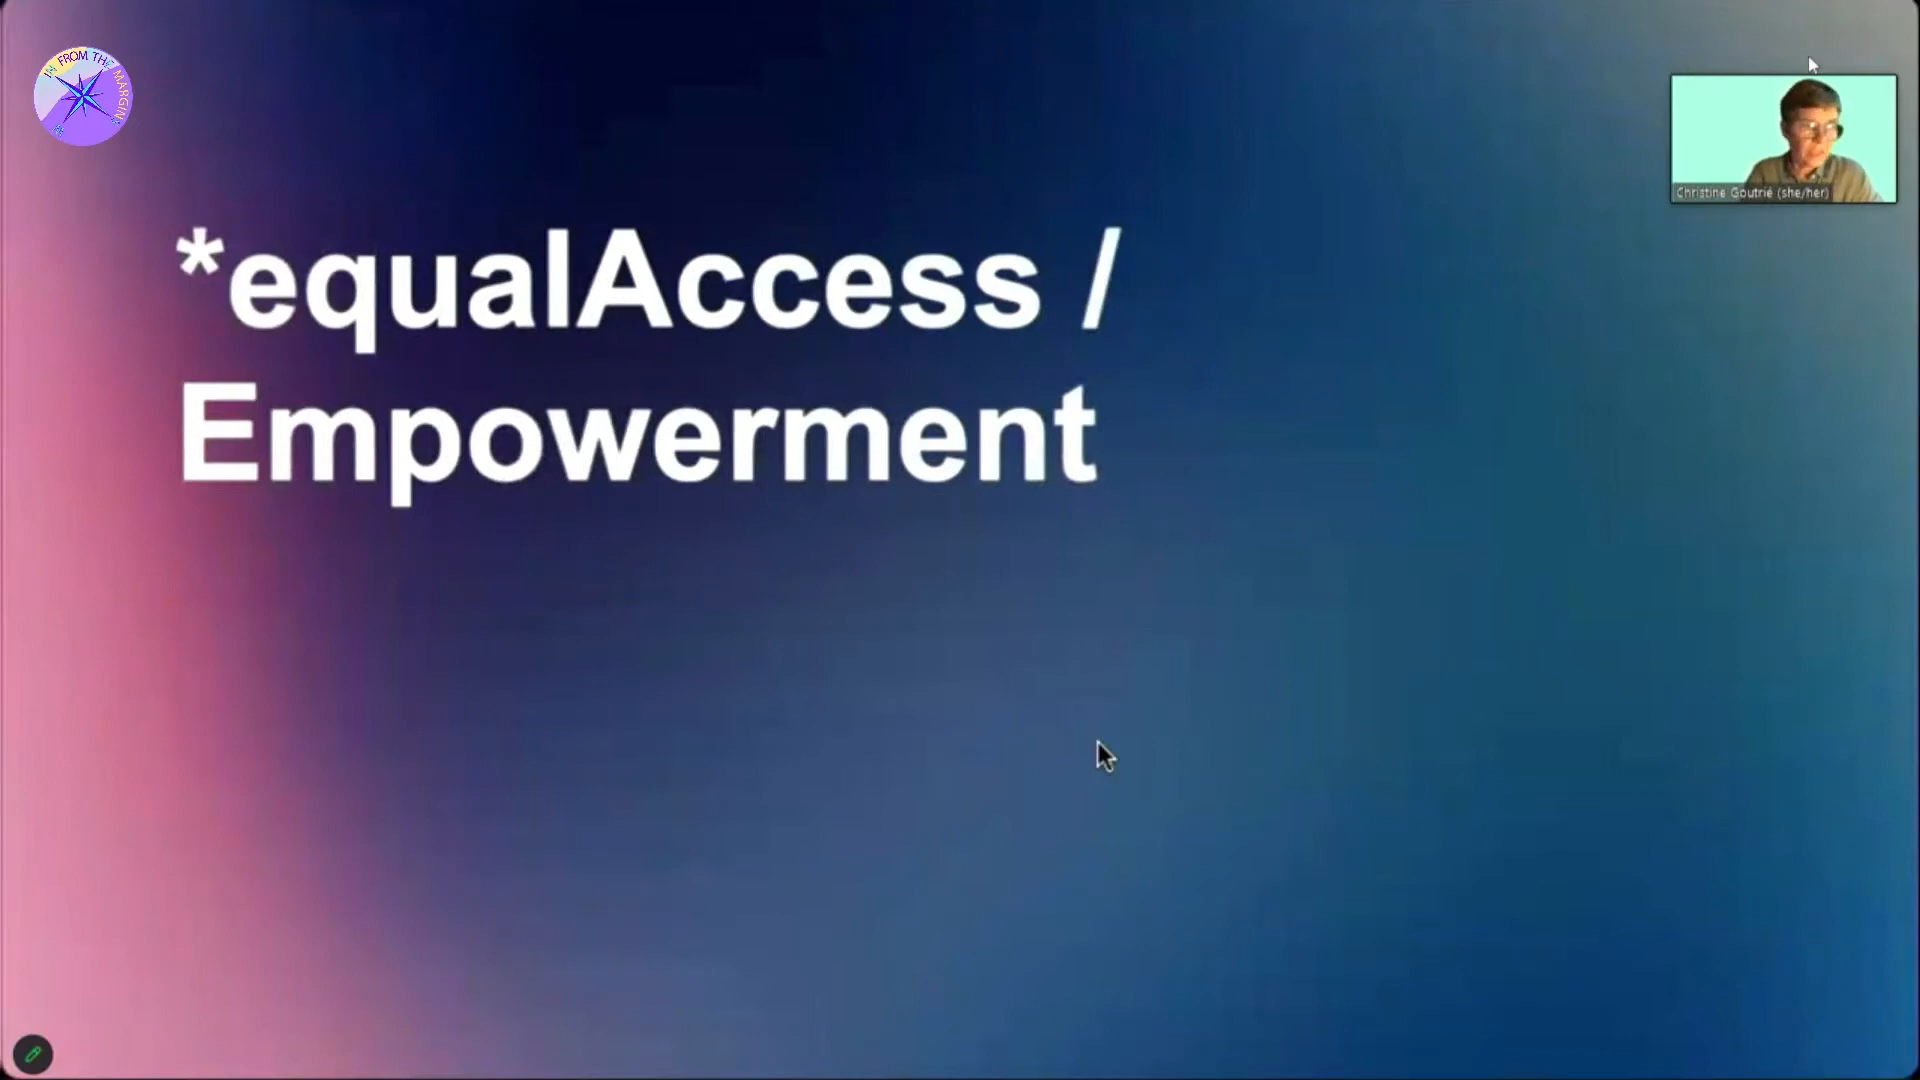 IN FROM THE MARGINS
*equalAccess /
Empowerment
Christine Goutrié (she/her)